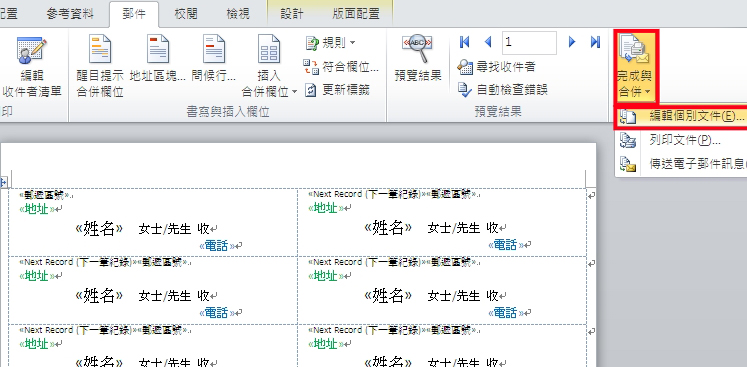 配置 參考資料 郵件 校閱 檢視 設計 版面配置
編輯
收件者清單
醒目提示
合併欄位
地址區塊...
問候行...
插入
合併欄位
規則
符合欄位...
更新標籤
ABC
預覽結果
1
尋找收件者
自動檢查錯誤
完成與
合併
印 書寫與插入欄位 預覽結果
編輯個別文件(E)...
列印文件(P)...
傳送電子郵件訊息(
«郵遞區號». «Next Record (下一筆紀錄)»«郵遞區號».
«地址» «地址»
«姓名» 女士/先生 收 «姓名» 女士/先生 收
«電話» «電話»
«Next Record (下一筆紀錄)»«郵遞區號». «Next Record (下一筆紀錄)»«郵遞區號».
«地址» «地址»
«姓名» 女士/先生 收 «姓名» 女士/先生 收
«電話» «電話»
«Next Record (下一筆紀錄)»«郵遞區號». «Next Record (下一筆紀錄)»«郵遞區號».
«地址» «地址»
«姓名» 女士/先生 收 «姓名» 女士/先生 收